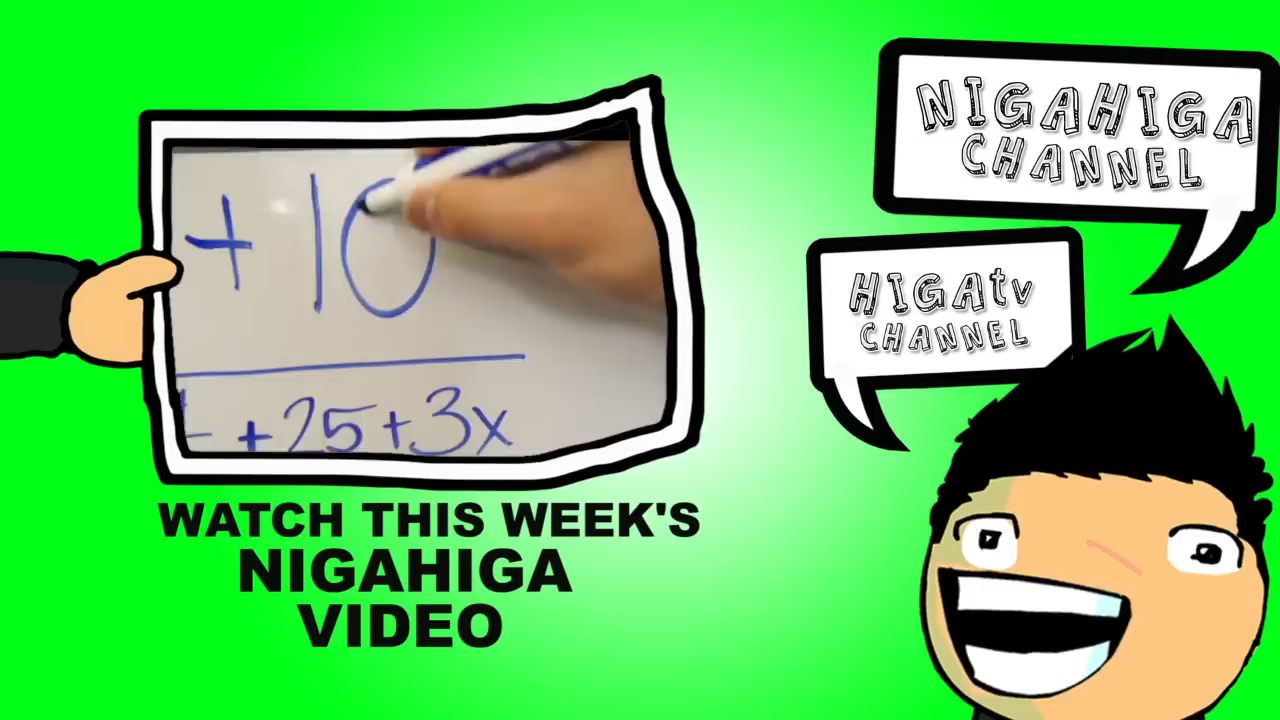 + 10
+25+3x
WATCH THIS WEEK'S
NIGAHIGA
VIDEO
NIGAHIGA
CHANNEL
HIGAtv
CHANNEL